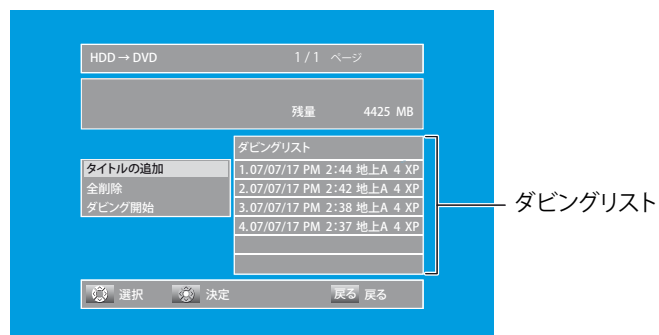 HDD→DVD 1/1 ページ
残量 4425 MB
ダビングリスト
タイトルの追加
全削除
ダビング開始
1.07/07/17 PM 2:44 地上A 4 XP
2.07/07/17 PM 2:42 地上A 4 XP
3.07/07/17 PM 2:38 地上A 4 XP
4.07/07/17 PM 2:37 地上A 4 XP
選択 決定 戻る 戻る
ダビングリスト